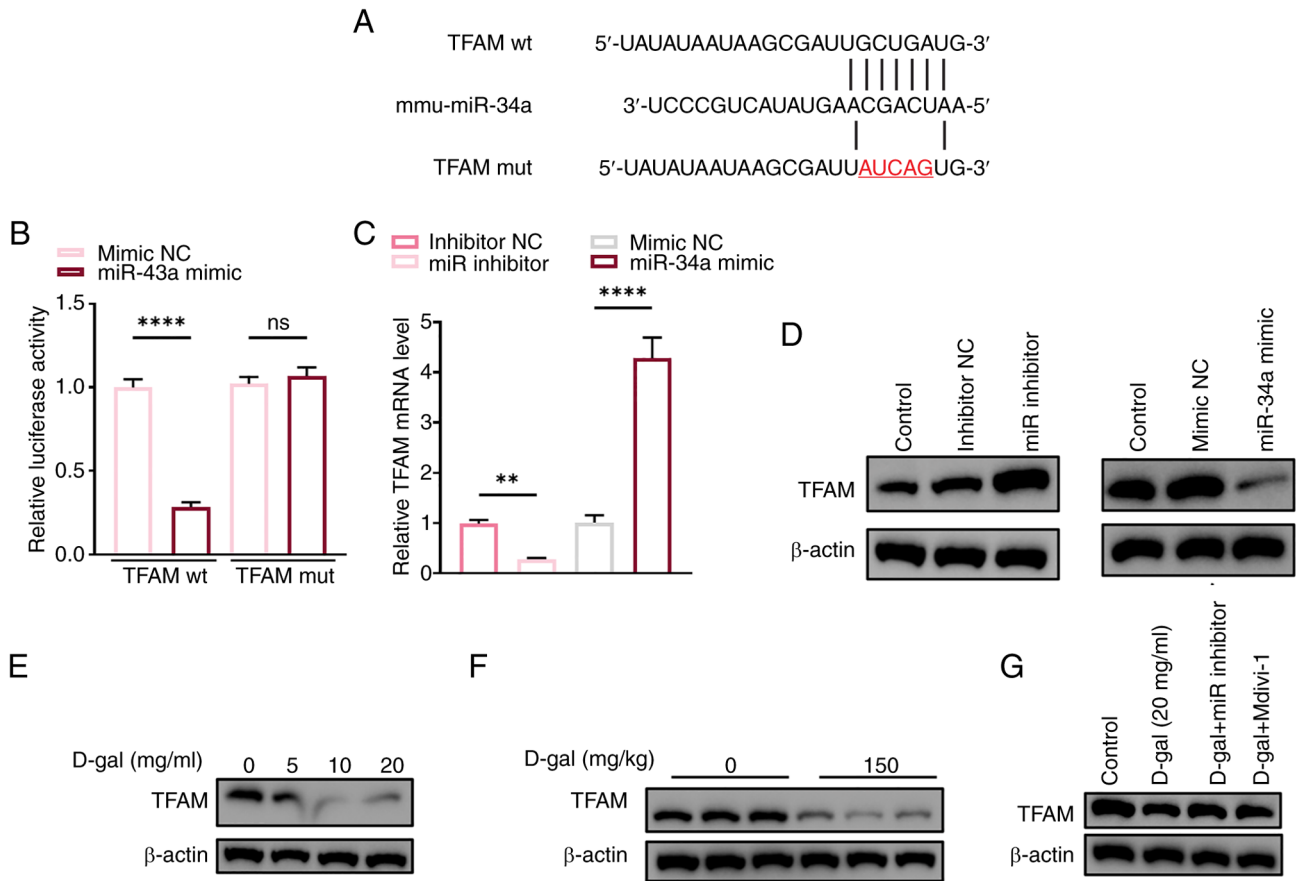 A
TFAM wt 5′-UAUAUAAUAAGCGAUUGCUGAUG-3′
mmu-miR-34a 3′-UCCCGUCAUAUGAACGACUAA-5′
TFAM mut 5′-UAUAUAAUAAGCGAUUAUCAGUG-3′
B
Mimic NC
miR-43a mimic
Relative luciferase activity
1.5
1.0
0.5
0.0
**** ns
TFAM wt TFAM mut
C
Inhibitor NC Mimic NC
miR inhibitor miR-34a mimic
Relative TFAM mRNA level
5
4
3
2
1
0
**
****
D
Control Inhibitor NC miR inhibitor Control Mimic NC miR-34a mimic
TFAM
β-actin
E
D-gal (mg/ml) 0 5 10 20
TFAM
β-actin
F
D-gal (mg/kg) 0 150
TFAM
β-actin
G
Control D-gal (20 mg/ml) D-gal+miR inhibitor D-gal+Mdivi-1
TFAM
β-actin